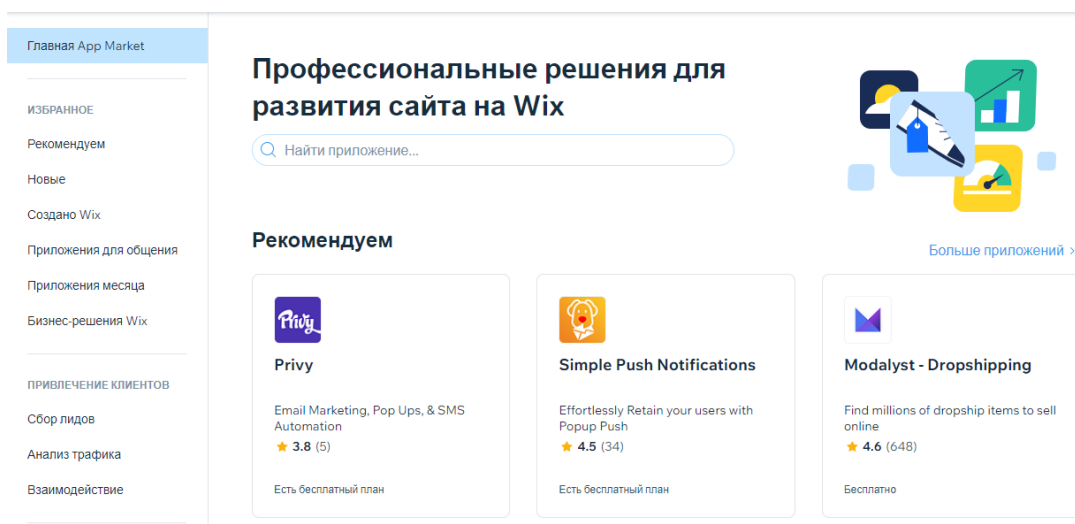 Главная App Market
ИЗБРАННОЕ
Рекомендуем
Новые
Создано Wix
Приложения для общения
Приложения месяца
Бизнес-решения Wix
ПРИВЛЕЧЕНИЕ КЛИЕНТОВ
Сбор лидов
Анализ трафика
Взаимодействие
Профессиональные решения для
развития сайта на Wix
Найти приложение...
Рекомендуем
Больше приложений >
Privy
Privy
Email Marketing, Pop Ups, & SMS
Automation
3.8 (5)
Есть бесплатный план
Simple Push Notifications
Effortlessly Retain your users with
Popup Push
4.5 (34)
Есть бесплатный план
Modalyst - Dropshipping
Find millions of dropship items to sell
online
4.6 (648)
Бесплатно